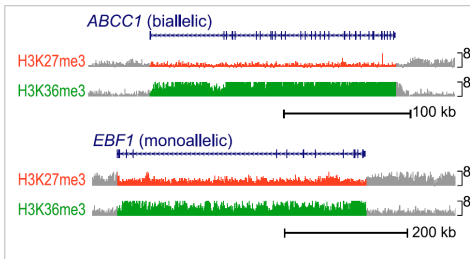 ABCC1 (biallelic)
H3K27me3 8
H3K36me3 8
100 kb
EBF1 (monoallelic)
H3K27me3 8
H3K36me3 8
200 kb